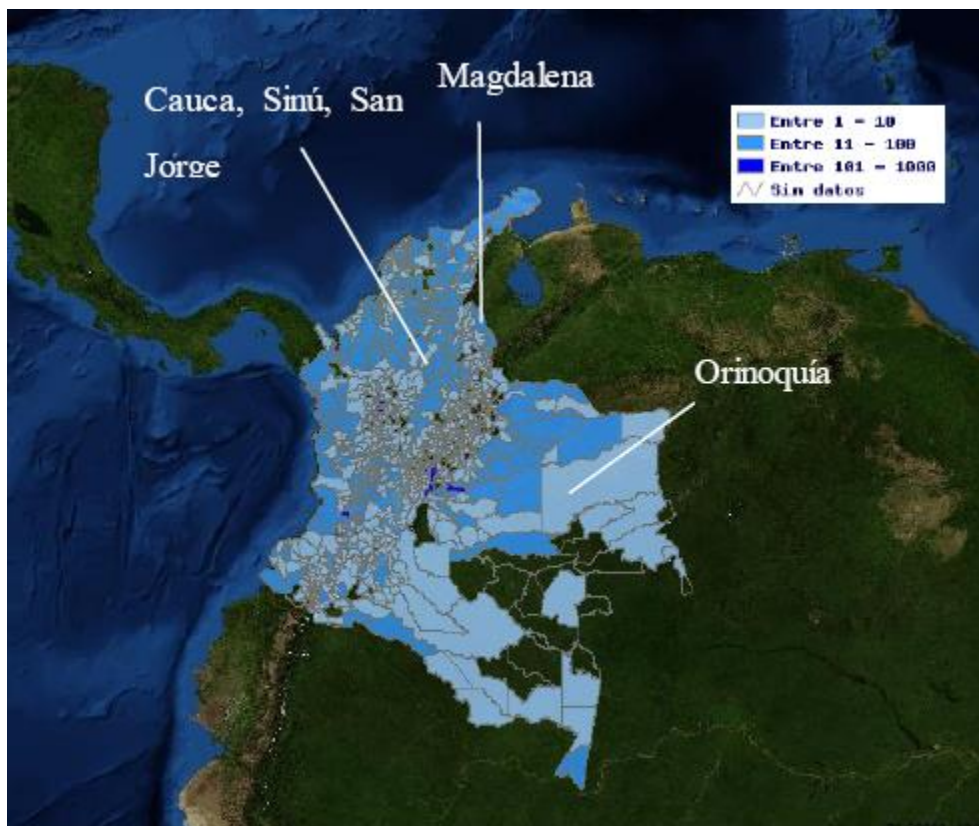 Magdalena
Cauca, Sinú, San
Jorge
Entre 1 - 10
Entre 11 - 100
Entre 101 - 1000
Sin datos
Orinoquía